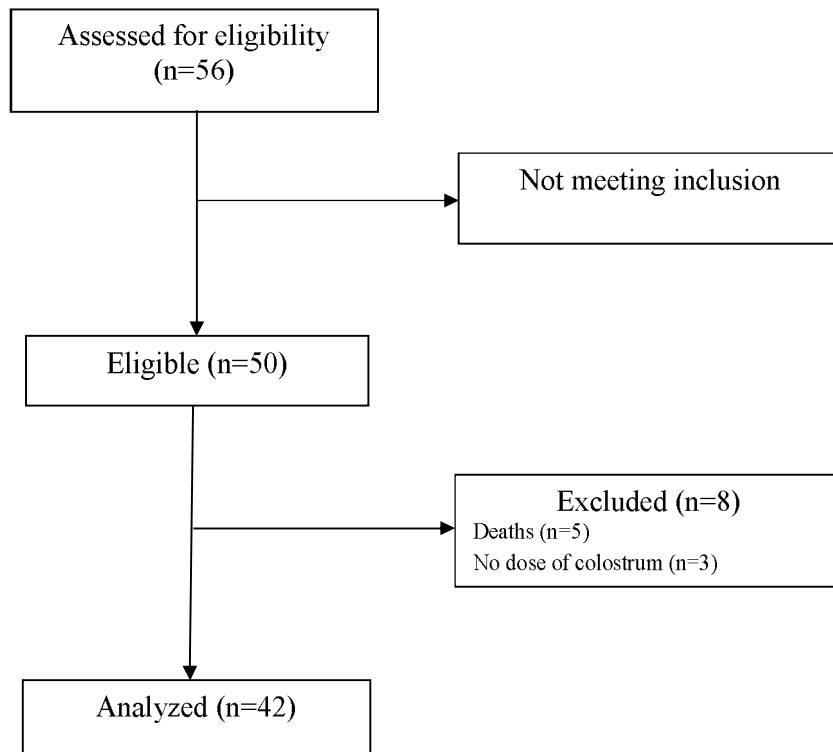 Assessed for eligibility
(n=56)
Not meeting inclusion
Eligible (n=50)
Excluded (n=8)
Deaths (n=5)
No dose of colostrum (n=3)
Analyzed (n=42)